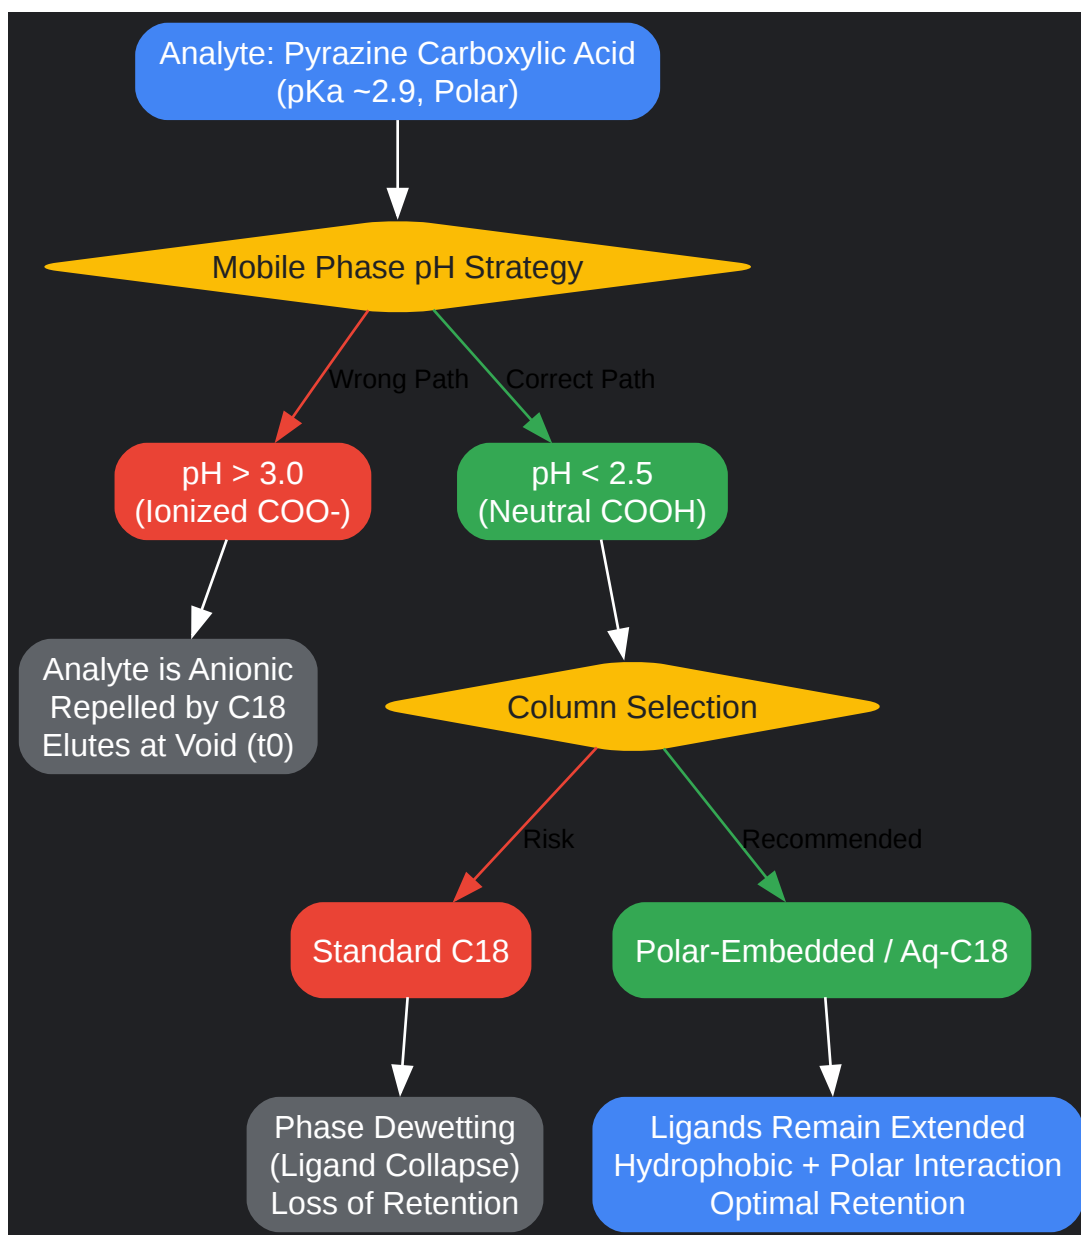 Analyte: Pyrazine Carboxylic Acid
(pKa ~2.9, Polar)
Mobile Phase pH Strategy
Wrong Path
Correct Path
pH > 3.0
(Ionized COO-)
pH < 2.5
(Neutral COOH)
Analyte is Anionic
Repelled by C18
Elutes at Void (t0)
Column Selection
Risk
Recommended
Standard C18
Polar-Embedded / Aq-C18
Phase Dewetting
(Ligand Collapse)
Loss of Retention
Ligands Remain Extended
Hydrophobic + Polar Interaction
Optimal Retention